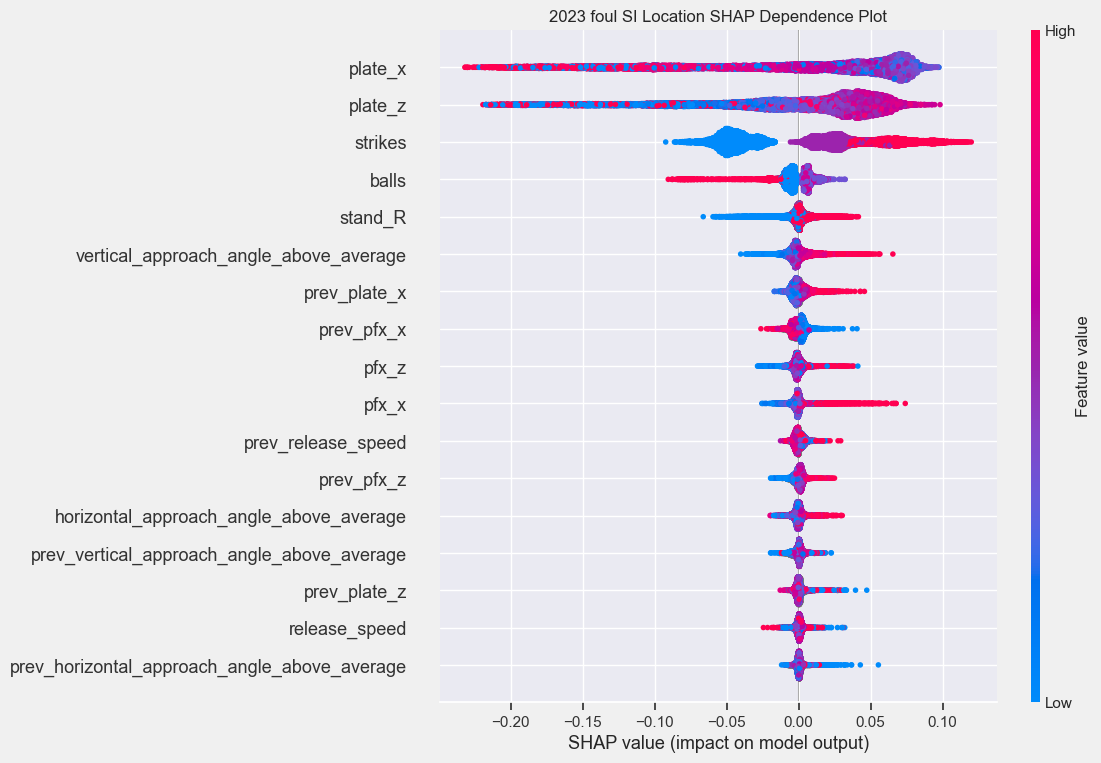 2023 foul SI Location SHAP Dependence Plot
High
plate_x
plate_z
strikes
balls
stand_R
vertical_approach_angle_above_average
prev_plate_x
prev_pfx_x
pfx_z
pfx_x
prev_release_speed
prev_pfx_z
horizontal_approach_angle_above_average
prev_vertical_approach_angle_above_average
prev_plate_z
release_speed
prev_horizontal_approach_angle_above_average
Feature value
Low
−0.20 −0.15 −0.10 −0.05 0.00 0.05 0.10
SHAP value (impact on model output)